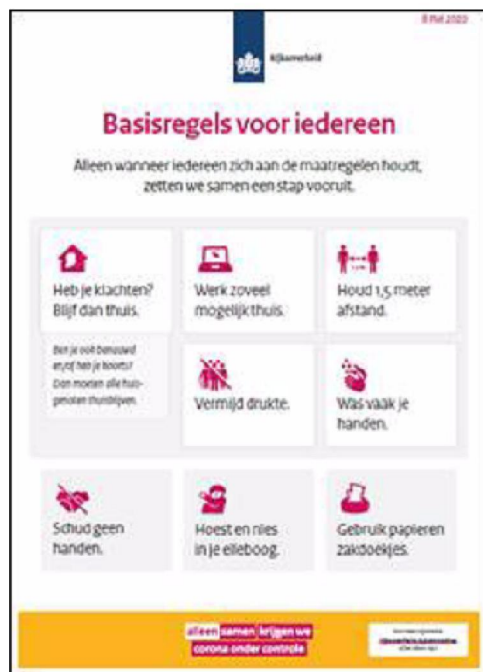 8 mei 2020
Rijksoverheid
Basisregels voor iedereen
Alleen wanneer iedereen zich aan de maatregelen houdt,
zetten we samen een stap vooruit.
Heb je klachten?
Blijf dan thuis.
Werk zoveel
mogelijk thuis.
Houd 1,5 meter
afstand.
Ben je ook benauwd
en/of heb je koorts?
Dan moeten alle huis-
genoten thuisblijven.
Vermijd drukte.
Was vaak je
handen.
Schud geen
handen.
Hoest en nies
in je elleboog.
Gebruik papieren
zakdoekjes.
alleen samen krijgen we
corona onder controle